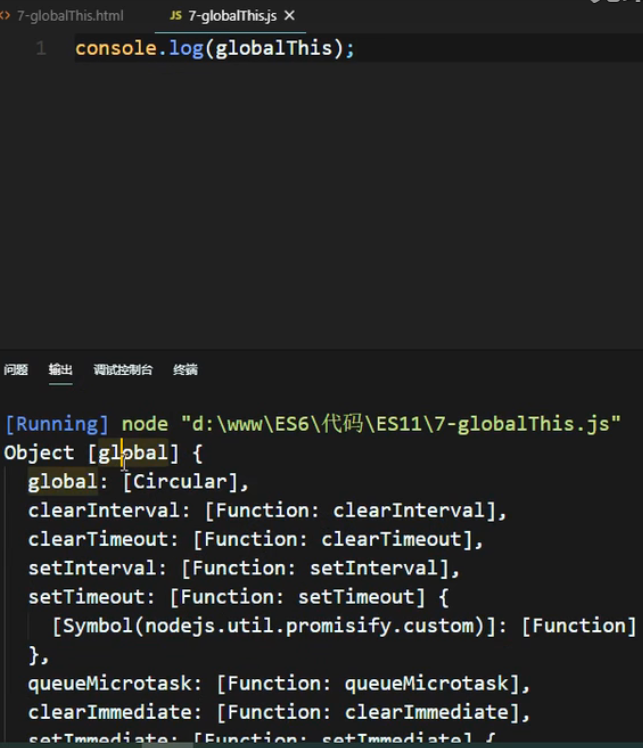 <> 7-globalThis.html JS 7-globalThis.js ×
1 console.log(globalThis);
问题 输出 调试控制台 终端
[Running] node "d:\www\ES6\代码\ES11\7-globalThis.js"
Object [global] {
global: [Circular],
clearInterval: [Function: clearInterval],
clearTimeout: [Function: clearTimeout],
setInterval: [Function: setInterval],
setTimeout: [Function: setTimeout] {
[Symbol(nodejs.util.promisify.custom)]: [Function]
},
queueMicrotask: [Function: queueMicrotask],
clearImmediate: [Function: clearImmediate],
setImmediate: [Function: setImmediate] {